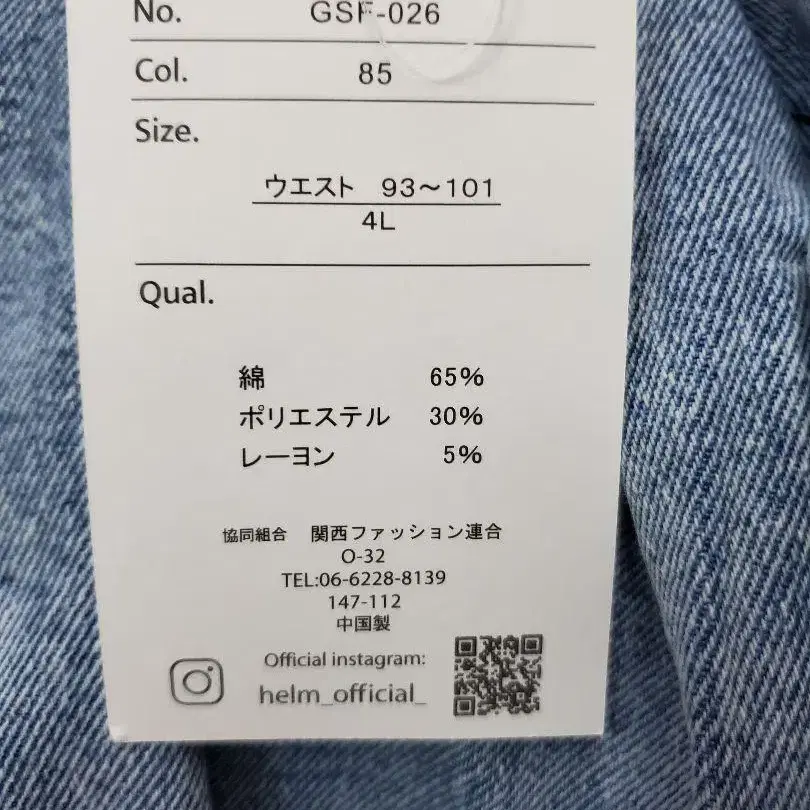 No. GSF-026
Col. 85
Size.
ウエスト 93～101
4L
Qual.
綿 65%
ポリエステル 30%
レーヨン 5%
協同組合 関西ファッション連合
O-32
TEL:06-6228-8139
147-112
中国製
Official instagram:
helm_official_